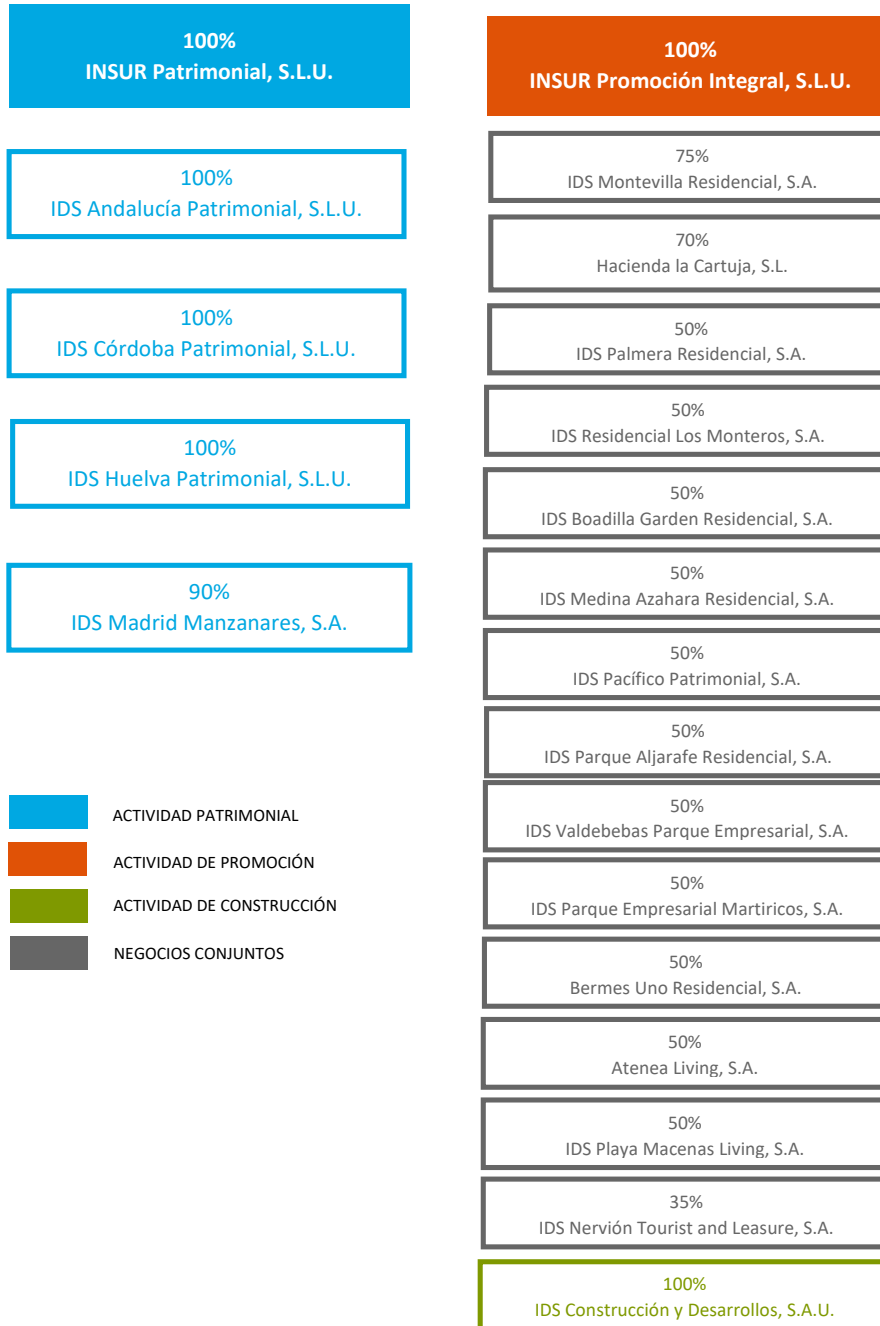 100%
INSUR Patrimonial, S.L.U.
100%
IDS Andalucía Patrimonial, S.L.U.
100%
IDS Córdoba Patrimonial, S.L.U.
100%
IDS Huelva Patrimonial, S.L.U.
90%
IDS Madrid Manzanares, S.A.
ACTIVIDAD PATRIMONIAL
ACTIVIDAD DE PROMOCIÓN
ACTIVIDAD DE CONSTRUCCIÓN
NEGOCIOS CONJUNTOS
100%
INSUR Promoción Integral, S.L.U.
75%
IDS Montevilla Residencial, S.A.
70%
Hacienda la Cartuja, S.L.
50%
IDS Palmera Residencial, S.A.
50%
IDS Residencial Los Monteros, S.A.
50%
IDS Boadilla Garden Residencial, S.A.
50%
IDS Medina Azahara Residencial, S.A.
50%
IDS Pacífico Patrimonial, S.A.
50%
IDS Parque Aljarafe Residencial, S.A.
50%
IDS Valdebebas Parque Empresarial, S.A.
50%
IDS Parque Empresarial Martiricos, S.A.
50%
Bermes Uno Residencial, S.A.
50%
Atenea Living, S.A.
50%
IDS Playa Macenas Living, S.A.
35%
IDS Nervión Tourist and Leasure, S.A.
100%
IDS Construcción y Desarrollos, S.A.U.